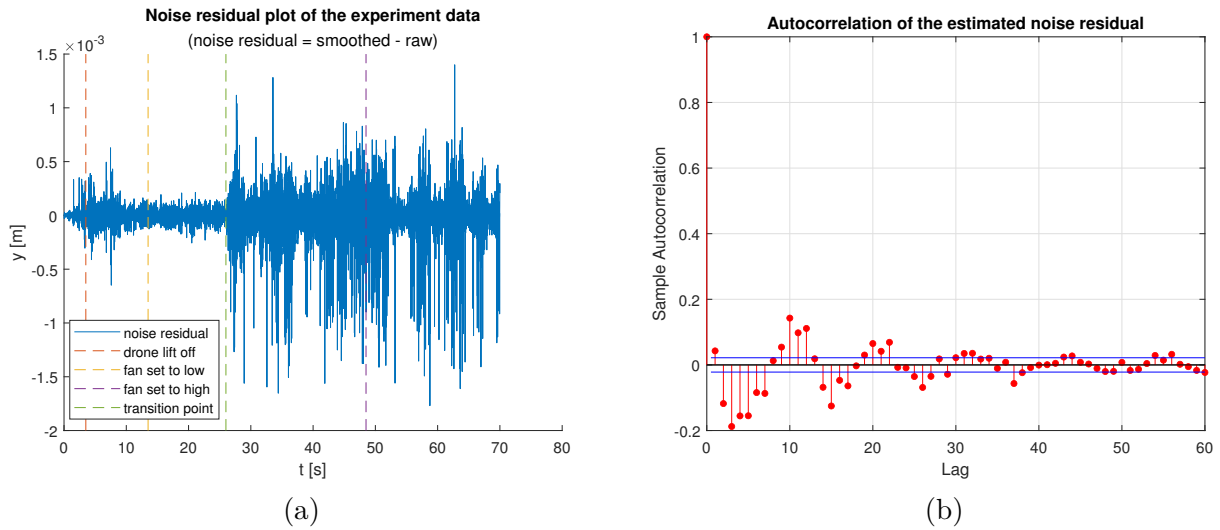 Noise residual plot of the experiment data
(noise residual = smoothed - raw)
×10⁻³
1.5
1
0.5
0
-0.5
-1
-1.5
-2
y [m]
noise residual
drone lift off
fan set to low
fan set to high
transition point
0 10 20 30 40 50 60 70 80
t [s]
(a)
Autocorrelation of the estimated noise residual
1
0.8
0.6
0.4
0.2
0
-0.2
Sample Autocorrelation
0 10 20 30 40 50 60
Lag
(b)